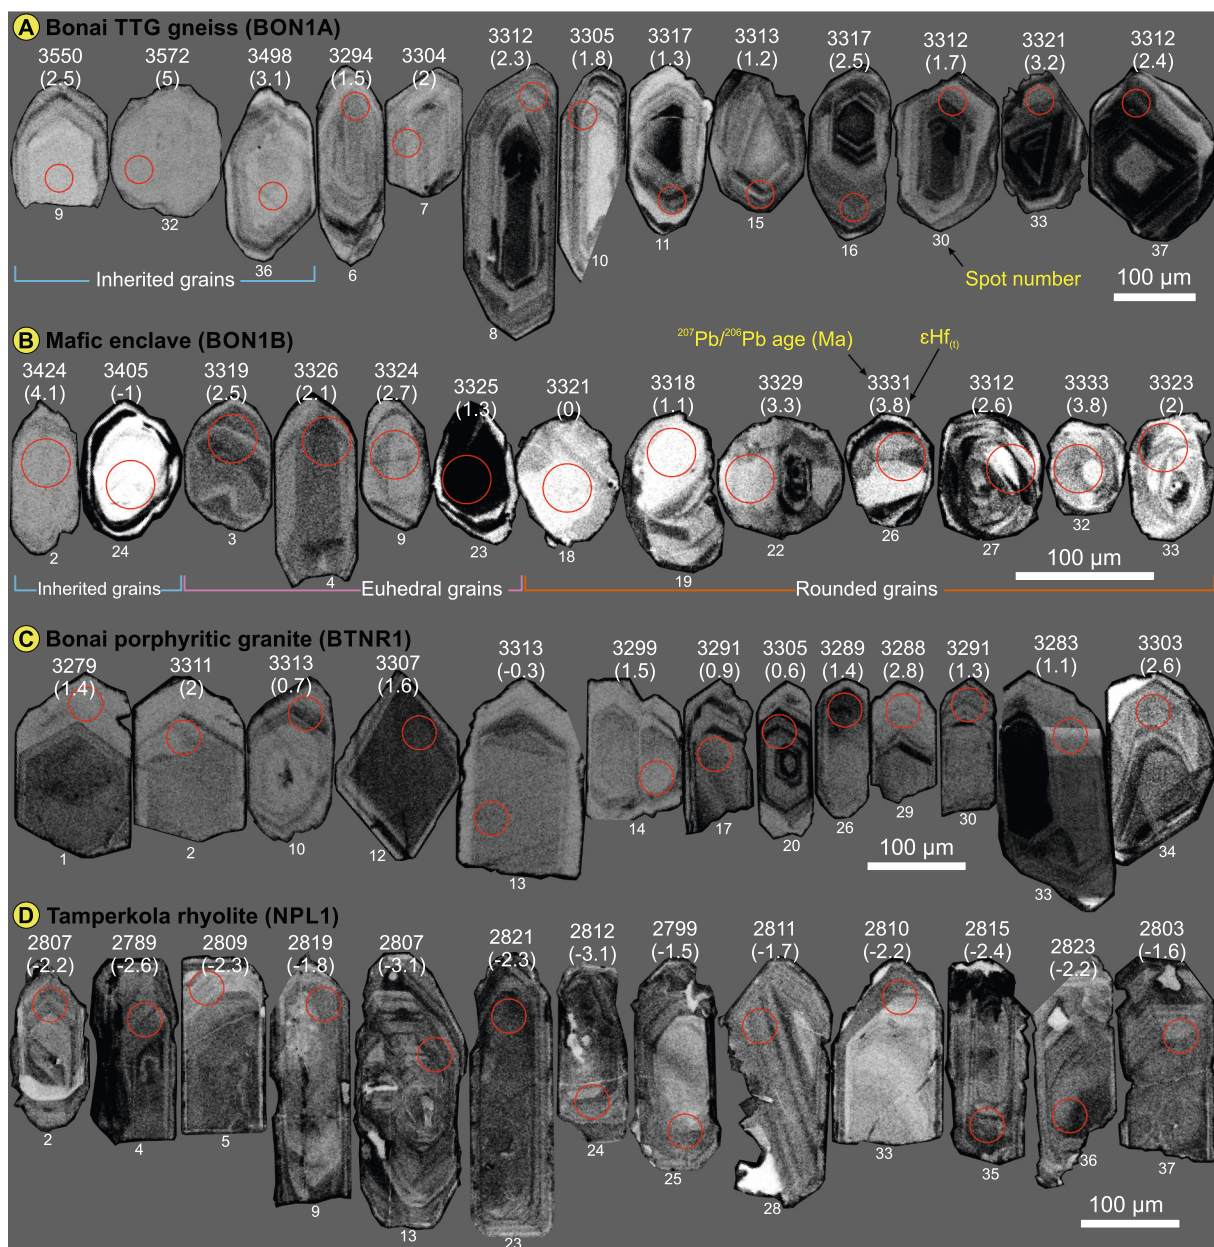 A Bonai TTG gneiss (BON1A)
3550 3572 3498 3294 3304 3312 3305 3317 3313 3317 3312 3321 3312
(2.5) (5) (3.1) (1.5) (2) (2.3) (1.8) (1.3) (1.2) (2.5) (1.7) (3.2) (2.4)
9 32 36 6 7 8 10 11 15 16 30 33 37
Inherited grains
Spot number
100 µm
B Mafic enclave (BON1B)
207Pb/206Pb age (Ma) εHf(t)
3424 3405 3319 3326 3324 3325 3321 3318 3329 3331 3312 3333 3323
(4.1) (-1) (2.5) (2.1) (2.7) (1.3) (0) (1.1) (3.3) (3.8) (2.6) (3.8) (2)
2 24 3 4 9 23 18 19 22 26 27 32 33
100 µm
Inherited grains Euhedral grains Rounded grains
C Bonai porphyritic granite (BTNR1)
3279 3311 3313 3307 3313 3299 3291 3305 3289 3288 3291 3283 3303
(1.4) (2) (0.7) (1.6) (-0.3) (1.5) (0.9) (0.6) (1.4) (2.8) (1.3) (1.1) (2.6)
1 2 10 12 13 14 17 20 26 29 30 33 34
100 µm
D Tamperkola rhyolite (NPL1)
2807 2789 2809 2819 2807 2821 2812 2799 2811 2810 2815 2823 2803
(-2.2) (-2.6) (-2.3) (-1.8) (-3.1) (-2.3) (-3.1) (-1.5) (-1.7) (-2.2) (-2.4) (-2.2) (-1.6)
2 4 5 9 13 23 24 25 28 33 35 36 37
100 µm